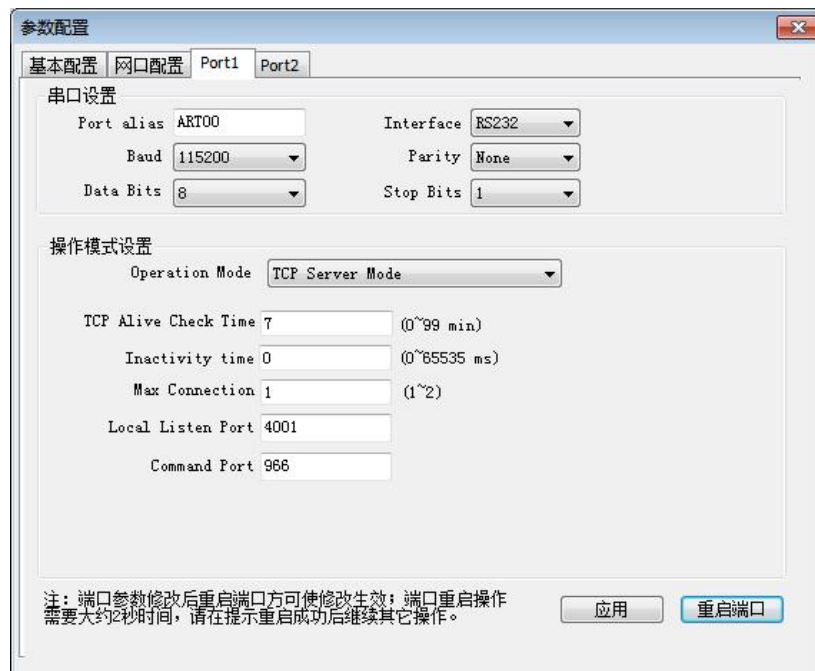 参数配置
基本配置 网口配置 Port1 Port2
串口设置
Port alias ART00 Interface RS232
Baud 115200 Parity None
Data Bits 8 Stop Bits 1
操作模式设置
Operation Mode TCP Server Mode
TCP Alive Check Time 7 (0~99 min)
Inactivity time 0 (0~65535 ms)
Max Connection 1 (1~2)
Local Listen Port 4001
Command Port 966
注：端口参数修改后重启端口方可使修改生效；端口重启操作
需要大约2秒时间，请在提示重启成功后继续其它操作。
应用 重启端口